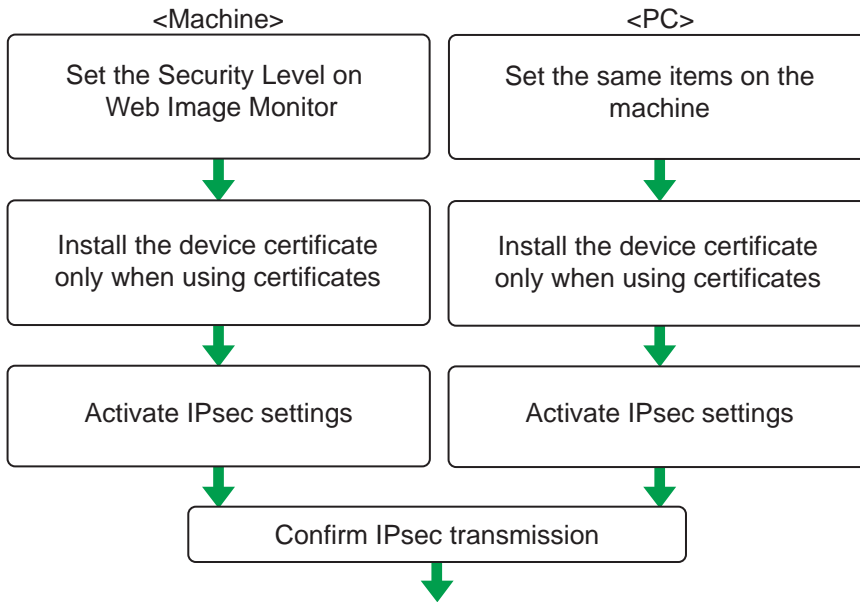 <Machine>
Set the Security Level on
Web Image Monitor
Install the device certificate
only when using certificates
Activate IPsec settings
<PC>
Set the same items on the
machine
Install the device certificate
only when using certificates
Activate IPsec settings
Confirm IPsec transmission